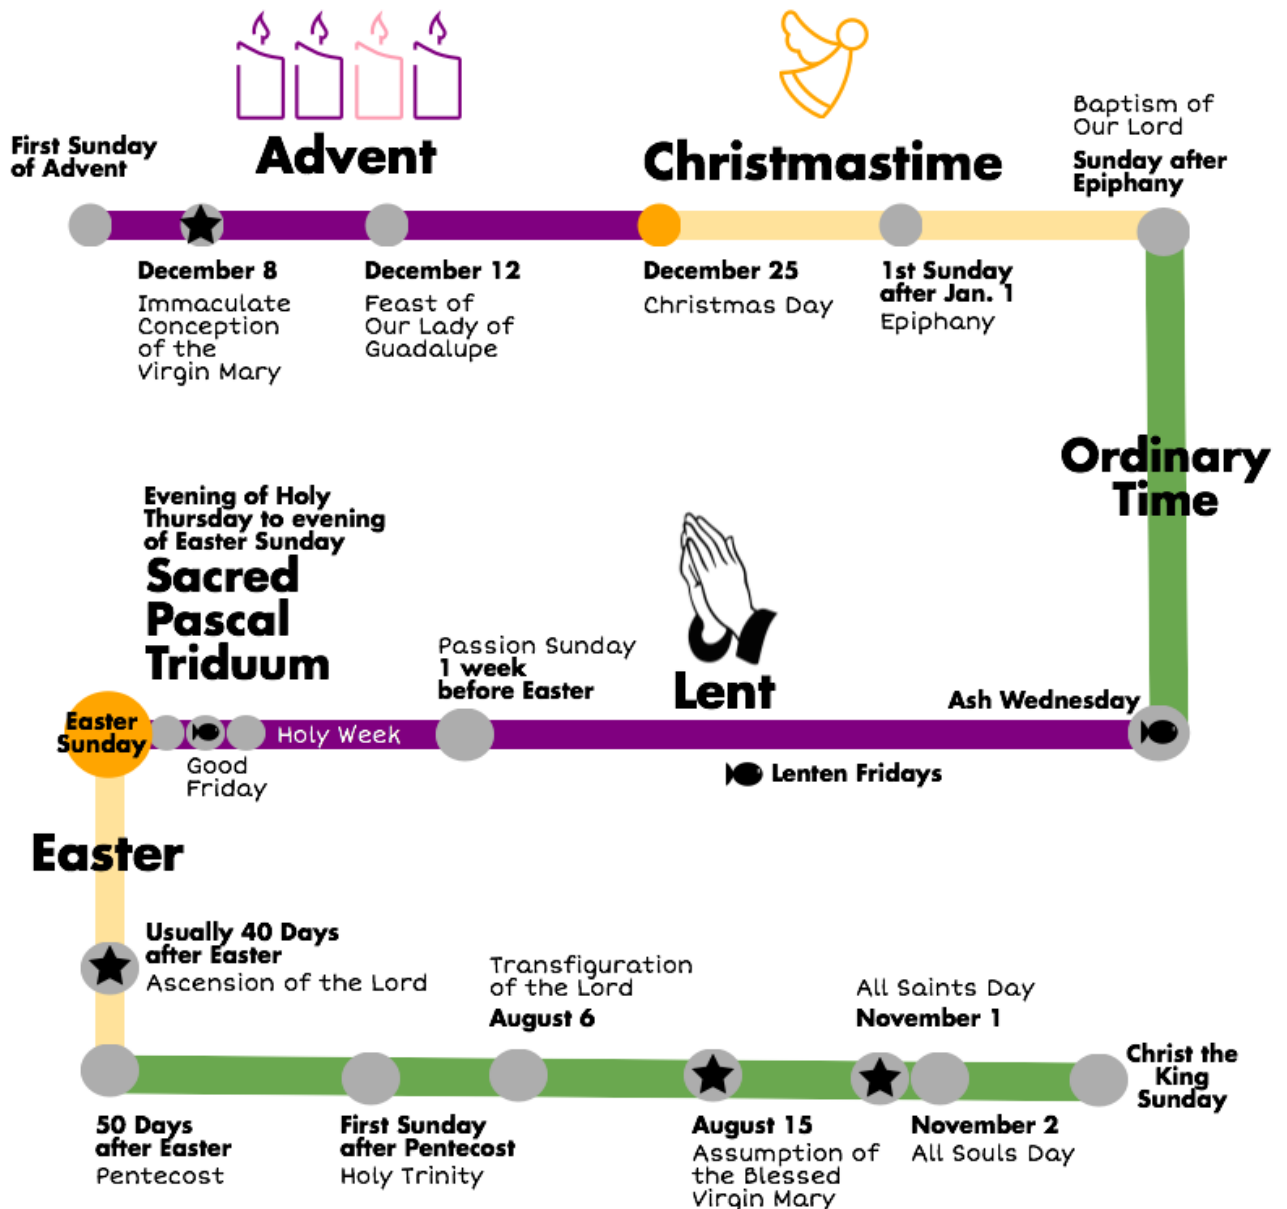 First Sunday
of Advent
Advent
Christmastime
Baptism of
Our Lord
Sunday after
Epiphany
December 8
Immaculate
Conception
of the
Virgin Mary
December 12
Feast of
Our Lady of
Guadalupe
December 25
Christmas Day
1st Sunday
after Jan. 1
Epiphany
Ordinary
Time
Evening of Holy
Thursday to evening
of Easter Sunday
Sacred
Pascal
Triduum
Passion Sunday
1 week
before Easter
Lent
Ash Wednesday
Easter
Sunday
Holy Week
Good
Friday
Lenten Fridays
Easter
Usually 40 Days
after Easter
Ascension of the Lord
Transfiguration
of the Lord
August 6
All Saints Day
November 1
Christ the
King
Sunday
50 Days
after Easter
Pentecost
First Sunday
after Pentecost
Holy Trinity
August 15
Assumption of
the Blessed
Virgin Mary
November 2
All Souls Day